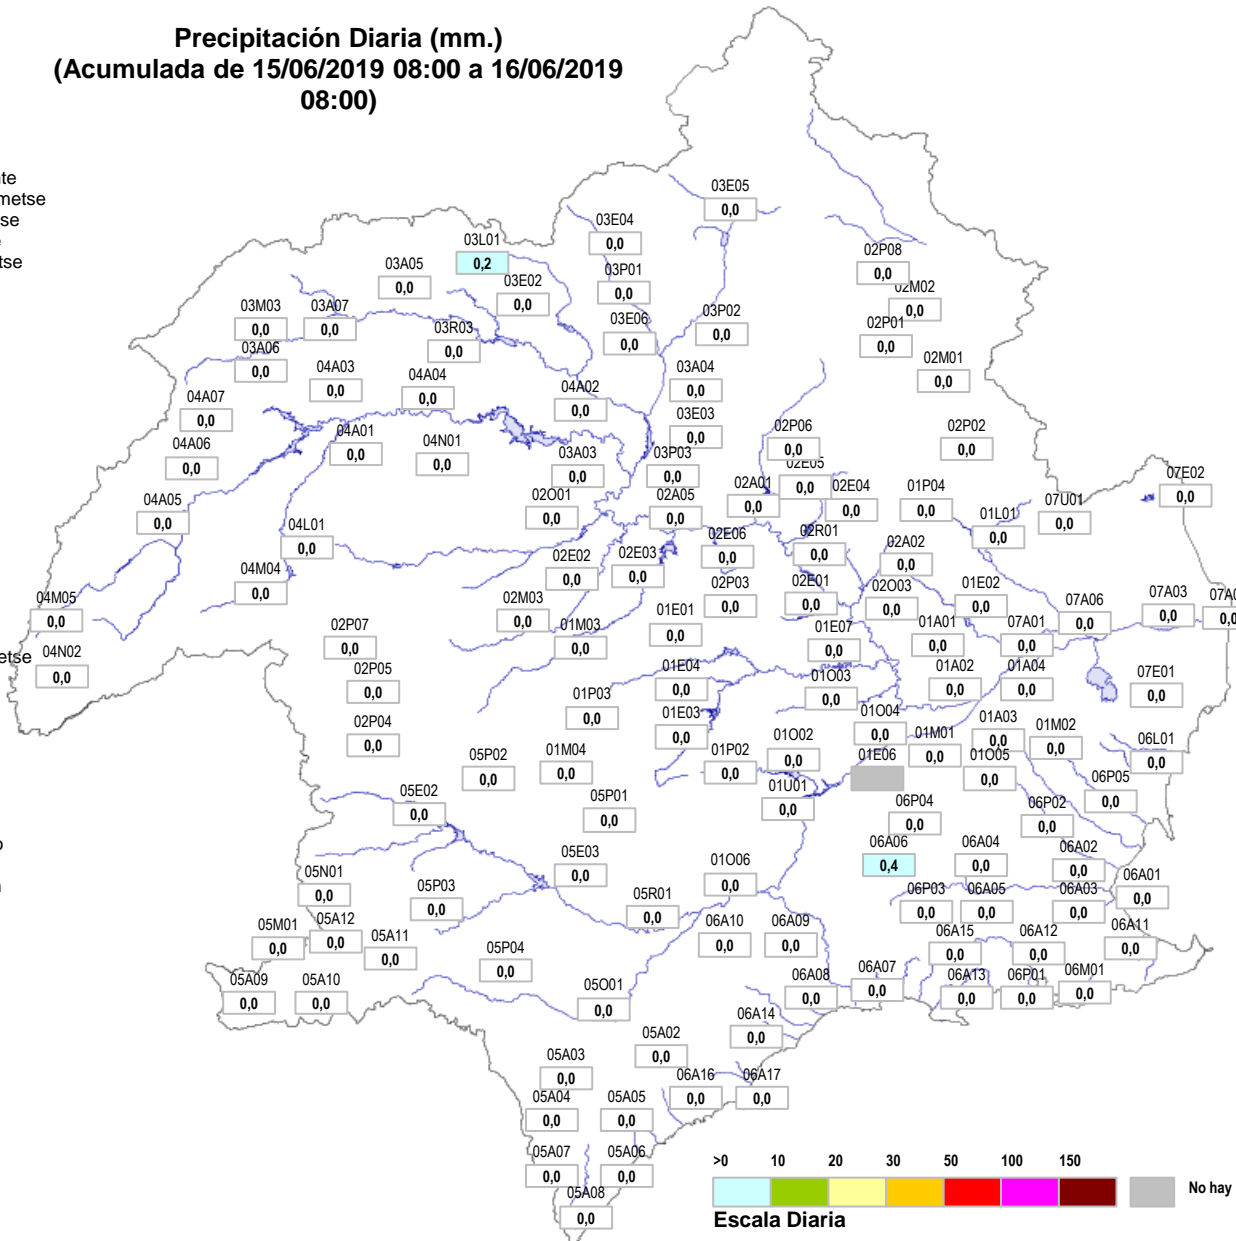 Precipitación Diaria (mm.)
(Acumulada de 15/06/2019 08:00 a 16/06/2019
08:00)
03E05
0,0
03E04
0,0
03L01
0,2
03A05
0,0
03P01
0,0
03E02
0,0
02P08
0,0
02M02
0,0
03M03
0,0
03A07
0,0
03R03
0,0
03E06
0,0
03P02
0,0
02P01
0,0
03A06
0,0
04A03
0,0
04A04
0,0
04A02
0,0
03A04
0,0
02M01
0,0
04A07
0,0
04A06
0,0
04A01
0,0
04N01
0,0
03E03
0,0
03A03
0,0
03P03
0,0
02P06
0,0
02E05
0,0
02P02
0,0
04A05
0,0
04L01
0,0
02O01
0,0
02A05
0,0
02A01
0,0
02E04
0,0
01P04
0,0
01L01
0,0
07U01
0,0
07E02
0,0
04M04
0,0
02E02
0,0
02E03
0,0
02E06
0,0
02R01
0,0
02A02
0,0
04M05
0,0
04N02
0,0
02P07
0,0
02M03
0,0
01M03
0,0
01E01
0,0
02P03
0,0
02E01
0,0
02O03
0,0
01E02
0,0
01E07
0,0
01A01
0,0
07A01
0,0
07A06
0,0
07A03
0,0
etse
02P05
0,0
02P04
0,0
01P03
0,0
01E04
0,0
01E03
0,0
01O03
0,0
01A02
0,0
01A04
0,0
07E01
0,0
01O04
0,0
01M01
0,0
01A03
0,0
01M02
0,0
06L01
0,0
05P02
0,0
01M04
0,0
01P02
0,0
01O02
0,0
01E06
01O05
0,0
05E02
0,0
05P01
0,0
01U01
0,0
06P04
0,0
06P02
0,0
06P05
0,0
05E03
0,0
01O06
0,0
06A06
0,4
06A04
0,0
06A02
0,0
06A01
0,0
05N01
0,0
05P03
0,0
05R01
0,0
06P03
0,0
06A05
0,0
06A03
0,0
05M01
0,0
05A12
0,0
05A11
0,0
06A10
0,0
06A09
0,0
06A15
0,0
06A12
0,0
06A11
0,0
05A09
0,0
05A10
0,0
05P04
0,0
05O01
0,0
06A08
0,0
06A07
0,0
06A13
0,0
06P01
0,0
06M01
0,0
06A14
0,0
05A02
0,0
05A03
0,0
06A16
0,0
06A17
0,0
05A04
0,0
05A05
0,0
05A07
0,0
05A06
0,0
05A08
0,0
>0 10 20 30 50 100 150
No hay
Escala Diaria